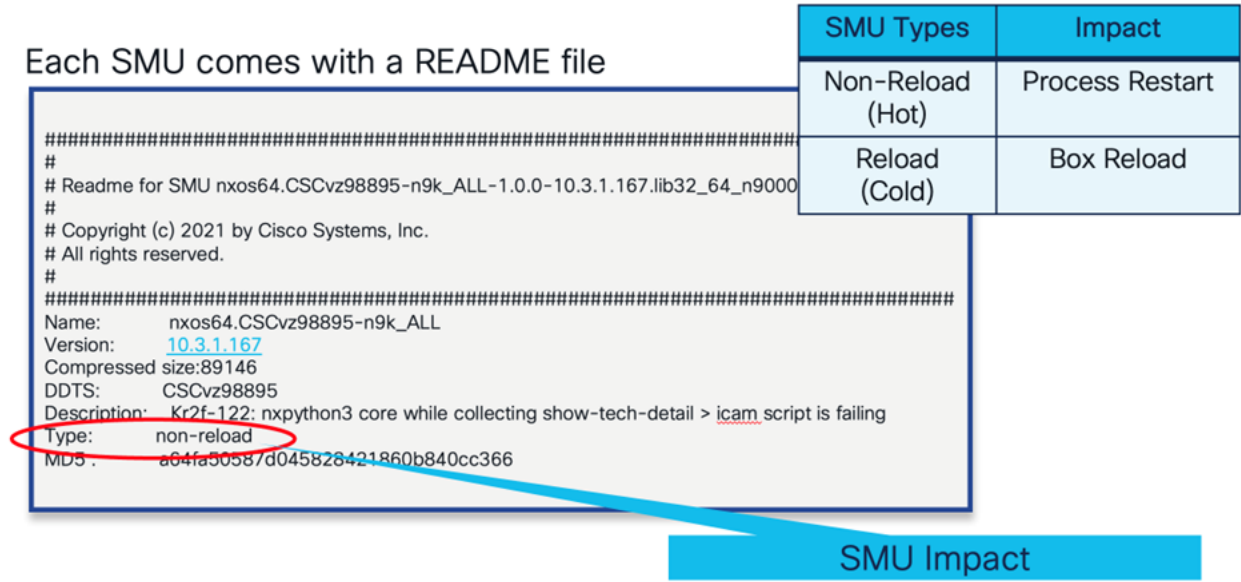 Each SMU comes with a README file
SMU Types Impact
Non-Reload (Hot) Process Restart
Reload (Cold) Box Reload
################################################################################
#
# Readme for SMU nxos64.CSCvz98895-n9k_ALL-1.0.0-10.3.1.167.lib32_64_n9000
#
# Copyright (c) 2021 by Cisco Systems, Inc.
# All rights reserved.
#
################################################################################
Name: nxos64.CSCvz98895-n9k_ALL
Version: 10.3.1.167
Compressed size:89146
DDTS: CSCvz98895
Description: Kr2f-122: nxpython3 core while collecting show-tech-detail > icam script is failing
Type: non-reload
MD5 : a64fa50587d045828421860b840cc366
SMU Impact